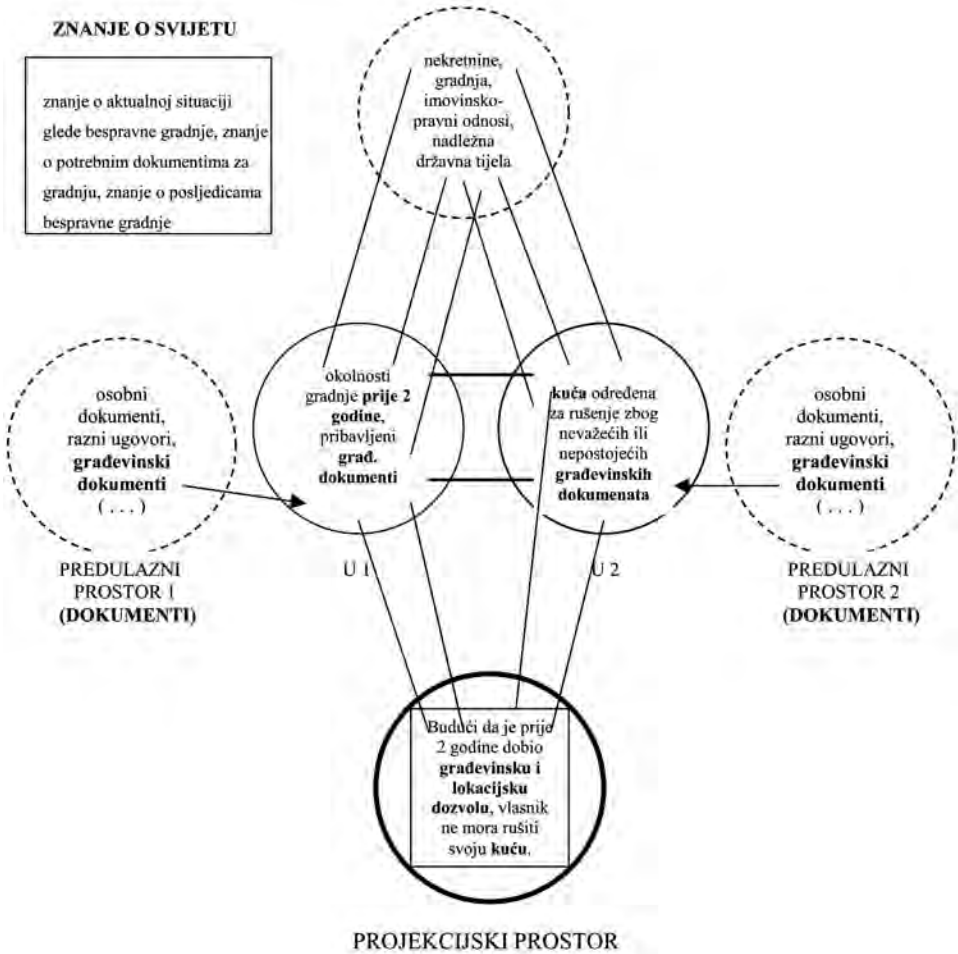 ZNANJE O SVIJETU
znanje o aktualnoj situaciji
glede bespravne gradnje, znanje
o potrebnim dokumentima za
gradnju, znanje o posljedicama
bespravne gradnje
nekretnine,
gradnja,
imovinsko-
pravni odnosi,
nadležna
državna tijela
osobni
dokumenti,
razni ugovori,
građevinski
dokumenti
( . . . )
PREDULAZNI
PROSTOR 1
(DOKUMENTI)
okolnosti
gradnje prije 2
godine,
pribavljeni
građ.
dokumenti
U 1
kuća određena
za rušenje zbog
nevažećih ili
nepostojećih
građevinskih
dokumenata
U 2
osobni
dokumenti,
razni ugovori,
građevinski
dokumenti
( . . . )
PREDULAZNI
PROSTOR 2
(DOKUMENTI)
Budući da je prije
2 godine dobio
građevinsku i
lokacijsku
dozvolu, vlasnik
ne mora rušiti
svoju kuću.
PROJEKCIJSKI PROSTOR